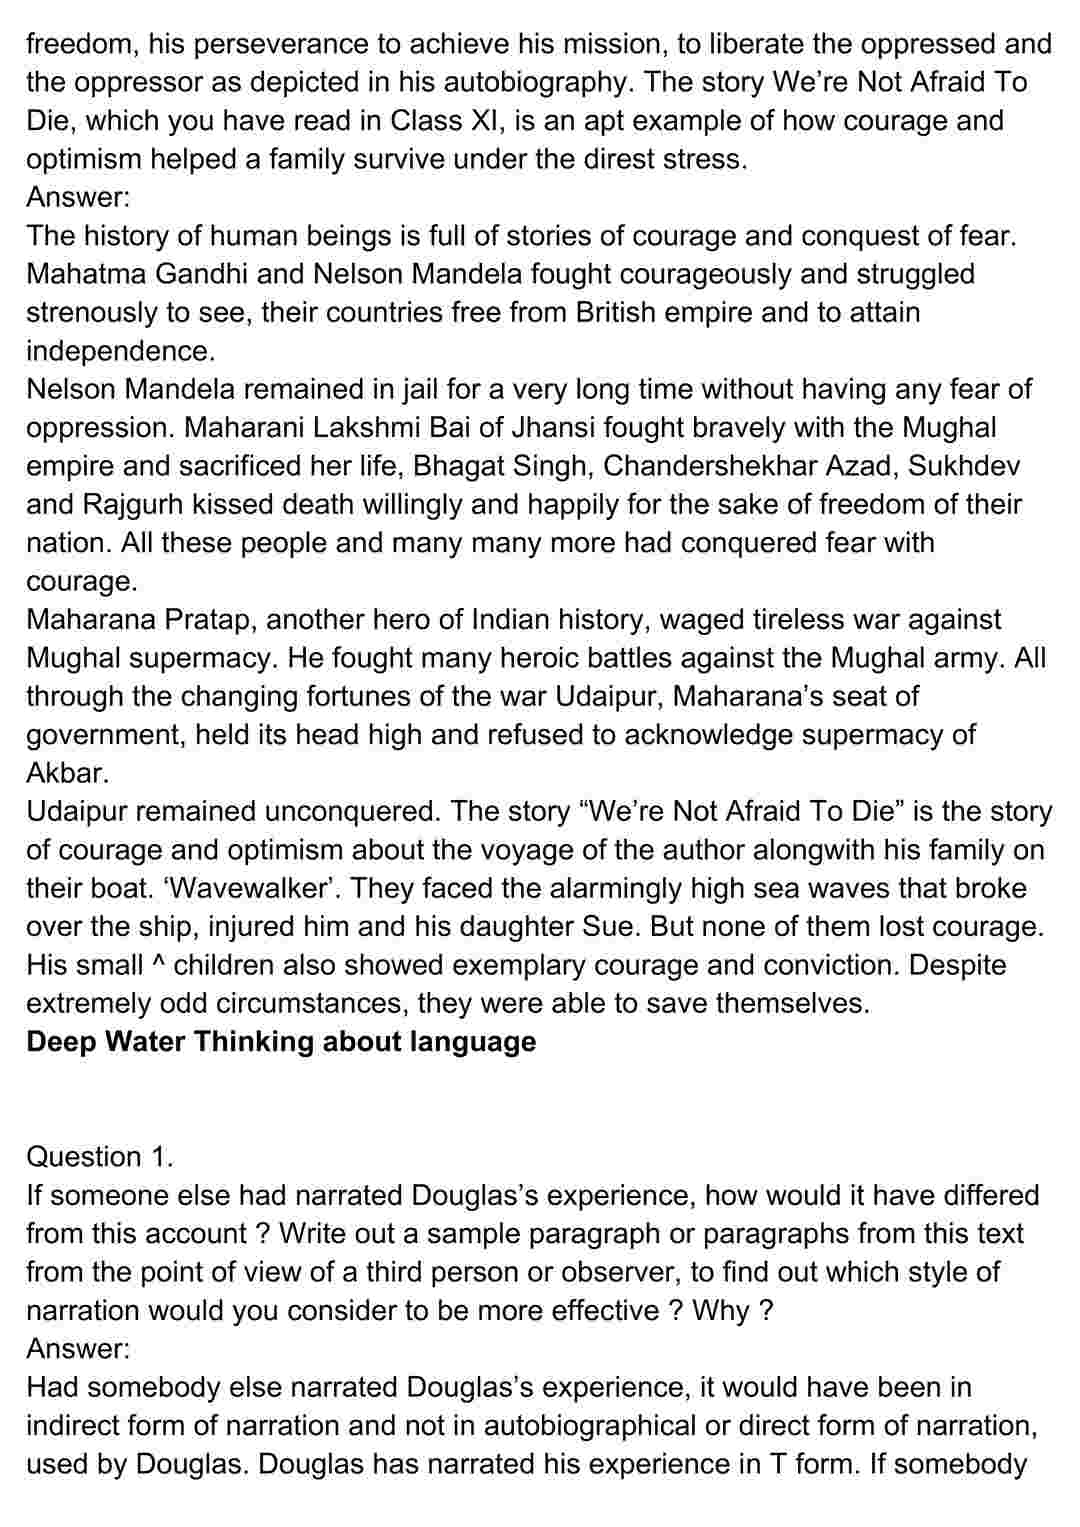 freedom, his perseverance to achieve his mission, to liberate the oppressed and
the oppressor as depicted in his autobiography. The story We’re Not Afraid To
Die, which you have read in Class XI, is an apt example of how courage and
optimism helped a family survive under the direst stress.
Answer:
The history of human beings is full of stories of courage and conquest of fear.
Mahatma Gandhi and Nelson Mandela fought courageously and struggled
strenously to see, their countries free from British empire and to attain
independence.
Nelson Mandela remained in jail for a very long time without having any fear of
oppression. Maharani Lakshmi Bai of Jhansi fought bravely with the Mughal
empire and sacrificed her life, Bhagat Singh, Chandershekhar Azad, Sukhdev
and Rajgurh kissed death willingly and happily for the sake of freedom of their
nation. All these people and many many more had conquered fear with
courage.
Maharana Pratap, another hero of Indian history, waged tireless war against
Mughal supermacy. He fought many heroic battles against the Mughal army. All
through the changing fortunes of the war Udaipur, Maharana’s seat of
government, held its head high and refused to acknowledge supermacy of
Akbar.
Udaipur remained unconquered. The story “We’re Not Afraid To Die” is the story
of courage and optimism about the voyage of the author alongwith his family on
their boat. ‘Wavewalker’. They faced the alarmingly high sea waves that broke
over the ship, injured him and his daughter Sue. But none of them lost courage.
His small ^ children also showed exemplary courage and conviction. Despite
extremely odd circumstances, they were able to save themselves.
Deep Water Thinking about language
Question 1.
If someone else had narrated Douglas’s experience, how would it have differed
from this account ? Write out a sample paragraph or paragraphs from this text
from the point of view of a third person or observer, to find out which style of
narration would you consider to be more effective ? Why ?
Answer:
Had somebody else narrated Douglas’s experience, it would have been in
indirect form of narration and not in autobiographical or direct form of narration,
used by Douglas. Douglas has narrated his experience in T form. If somebody